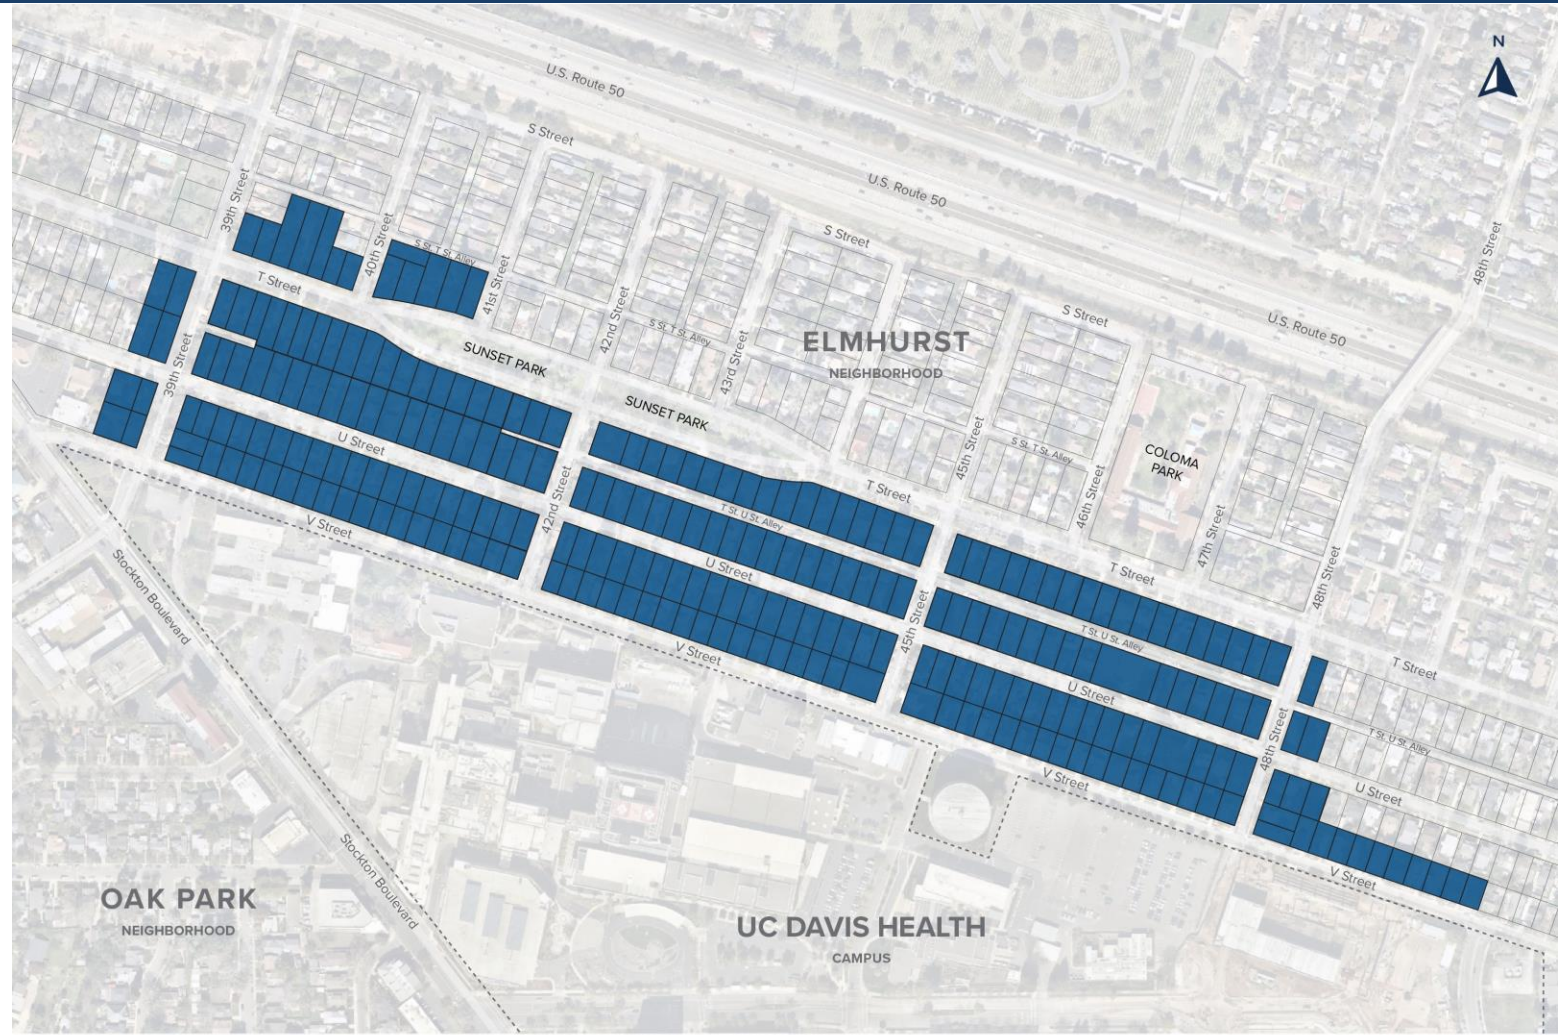 N
U.S. Route 50
S Street
39th Street
U.S. Route 50
40th Street
S Street
48th Street
S St. T St. Alley
41st Street
T Street
42nd Street
S Street
U.S. Route 50
S St. T St. Alley
ELMHURST
NEIGHBORHOOD
SUNSET PARK
43rd Street
39th Street
SUNSET PARK
45th Street
S St. T St. Alley
COLOMA
PARK
U Street
42nd Street
T Street
46th Street
T St. U St. Alley
V Street
47th Street
48th Street
U Street
T Street
Stockton Boulevard
45th Street
T St. U St. Alley
V Street
T Street
U Street
48th Street
T St. U St. Alley
V Street
U Street
Stockton Boulevard
V Street
OAK PARK
NEIGHBORHOOD
UC DAVIS HEALTH
CAMPUS